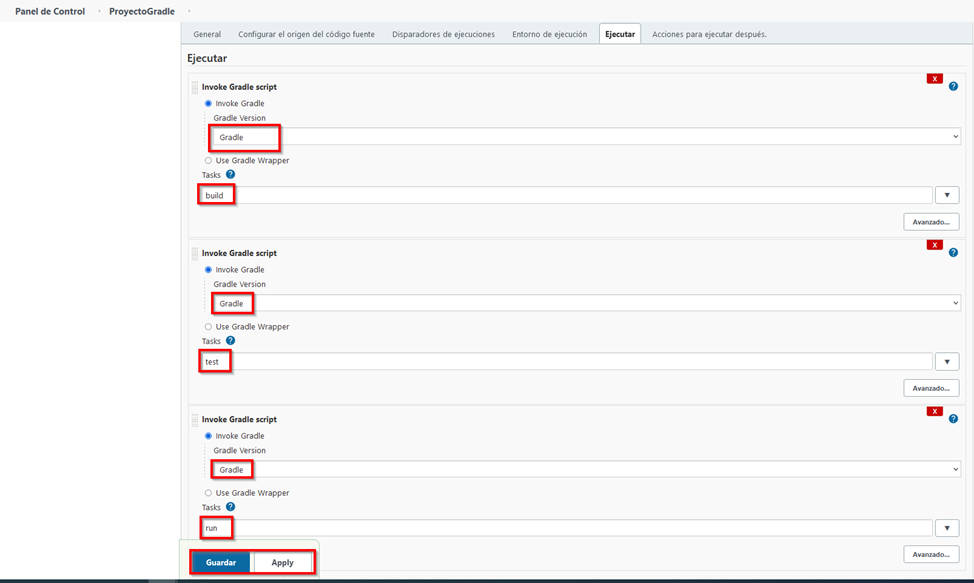 Panel de Control › ProyectoGradle ›
General Configurar el origen del código fuente Disparadores de ejecuciones Entorno de ejecución Ejecutar Acciones para ejecutar después.
Ejecutar
X
Invoke Gradle script ?
Invoke Gradle
Gradle Version
Gradle
Use Gradle Wrapper
Tasks ?
build
Avanzado...
X
Invoke Gradle script ?
Invoke Gradle
Gradle Version
Gradle
Use Gradle Wrapper
Tasks ?
test
Avanzado...
X
Invoke Gradle script ?
Invoke Gradle
Gradle Version
Gradle
Use Gradle Wrapper
Tasks ?
run
Avanzado...
Guardar Apply